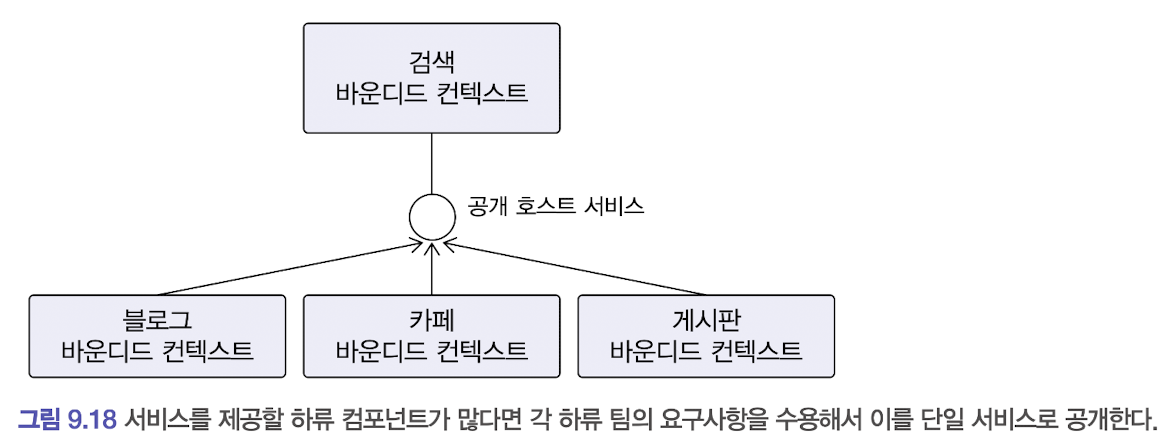 검색
바운디드 컨텍스트
공개 호스트 서비스
블로그
바운디드 컨텍스트
카페
바운디드 컨텍스트
게시판
바운디드 컨텍스트
그림 9.18 서비스를 제공할 하류 컴포넌트가 많다면 각 하류 팀의 요구사항을 수용해서 이를 단일 서비스로 공개한다.